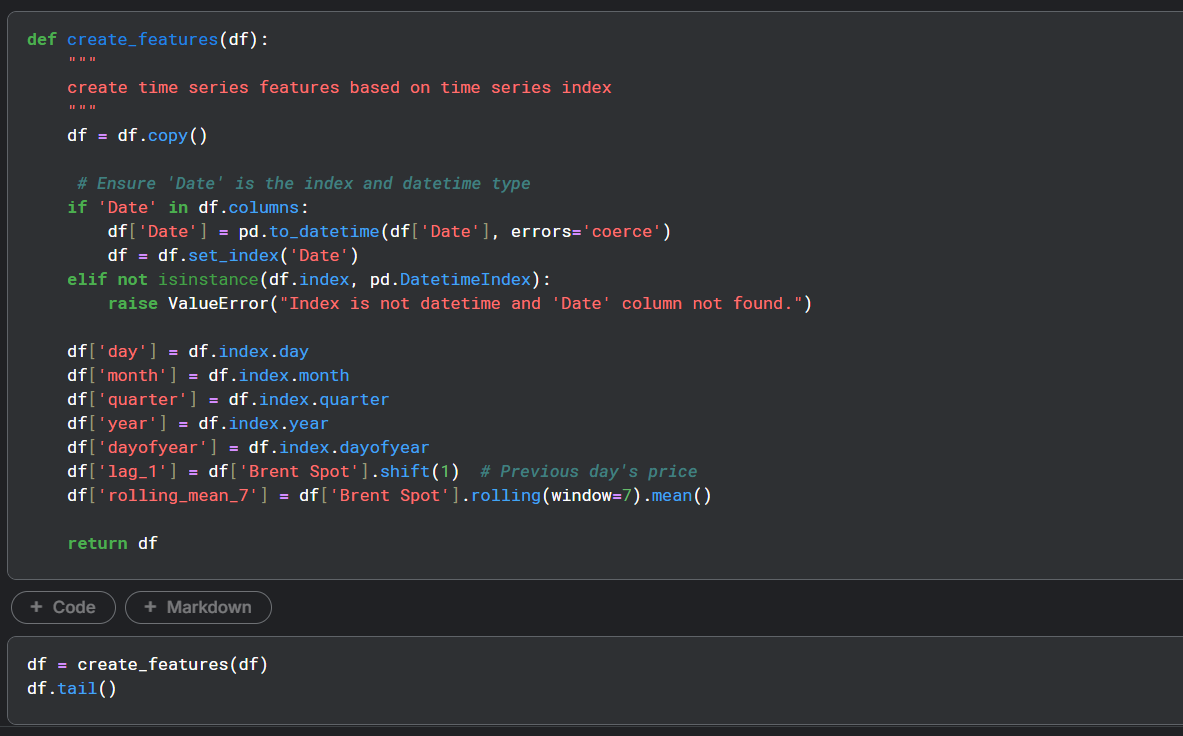 def create_features(df):
    """
    create time series features based on time series index
    """
    df = df.copy()

     # Ensure 'Date' is the index and datetime type
    if 'Date' in df.columns:
        df['Date'] = pd.to_datetime(df['Date'], errors='coerce')
        df = df.set_index('Date')
    elif not isinstance(df.index, pd.DatetimeIndex):
        raise ValueError("Index is not datetime and 'Date' column not found.")

    df['day'] = df.index.day
    df['month'] = df.index.month
    df['quarter'] = df.index.quarter
    df['year'] = df.index.year
    df['dayofyear'] = df.index.dayofyear
    df['lag_1'] = df['Brent Spot'].shift(1)  # Previous day's price
    df['rolling_mean_7'] = df['Brent Spot'].rolling(window=7).mean()

    return df
+ Code + Markdown
df = create_features(df)
df.tail()